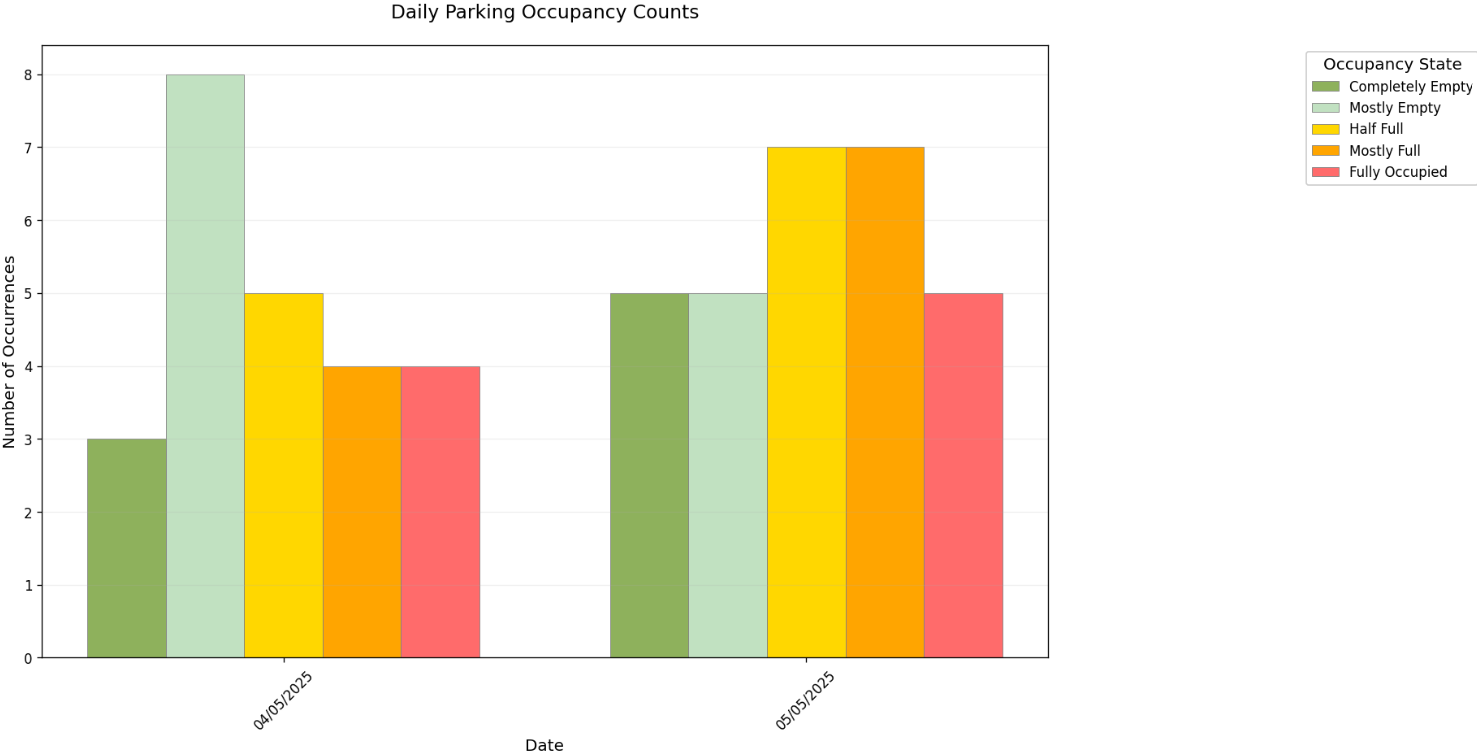 Daily Parking Occupancy Counts
Number of Occurrences
8
7
6
5
4
3
2
1
0
04/05/2025
05/05/2025
Date
Occupancy State
Completely Empty
Mostly Empty
Half Full
Mostly Full
Fully Occupied